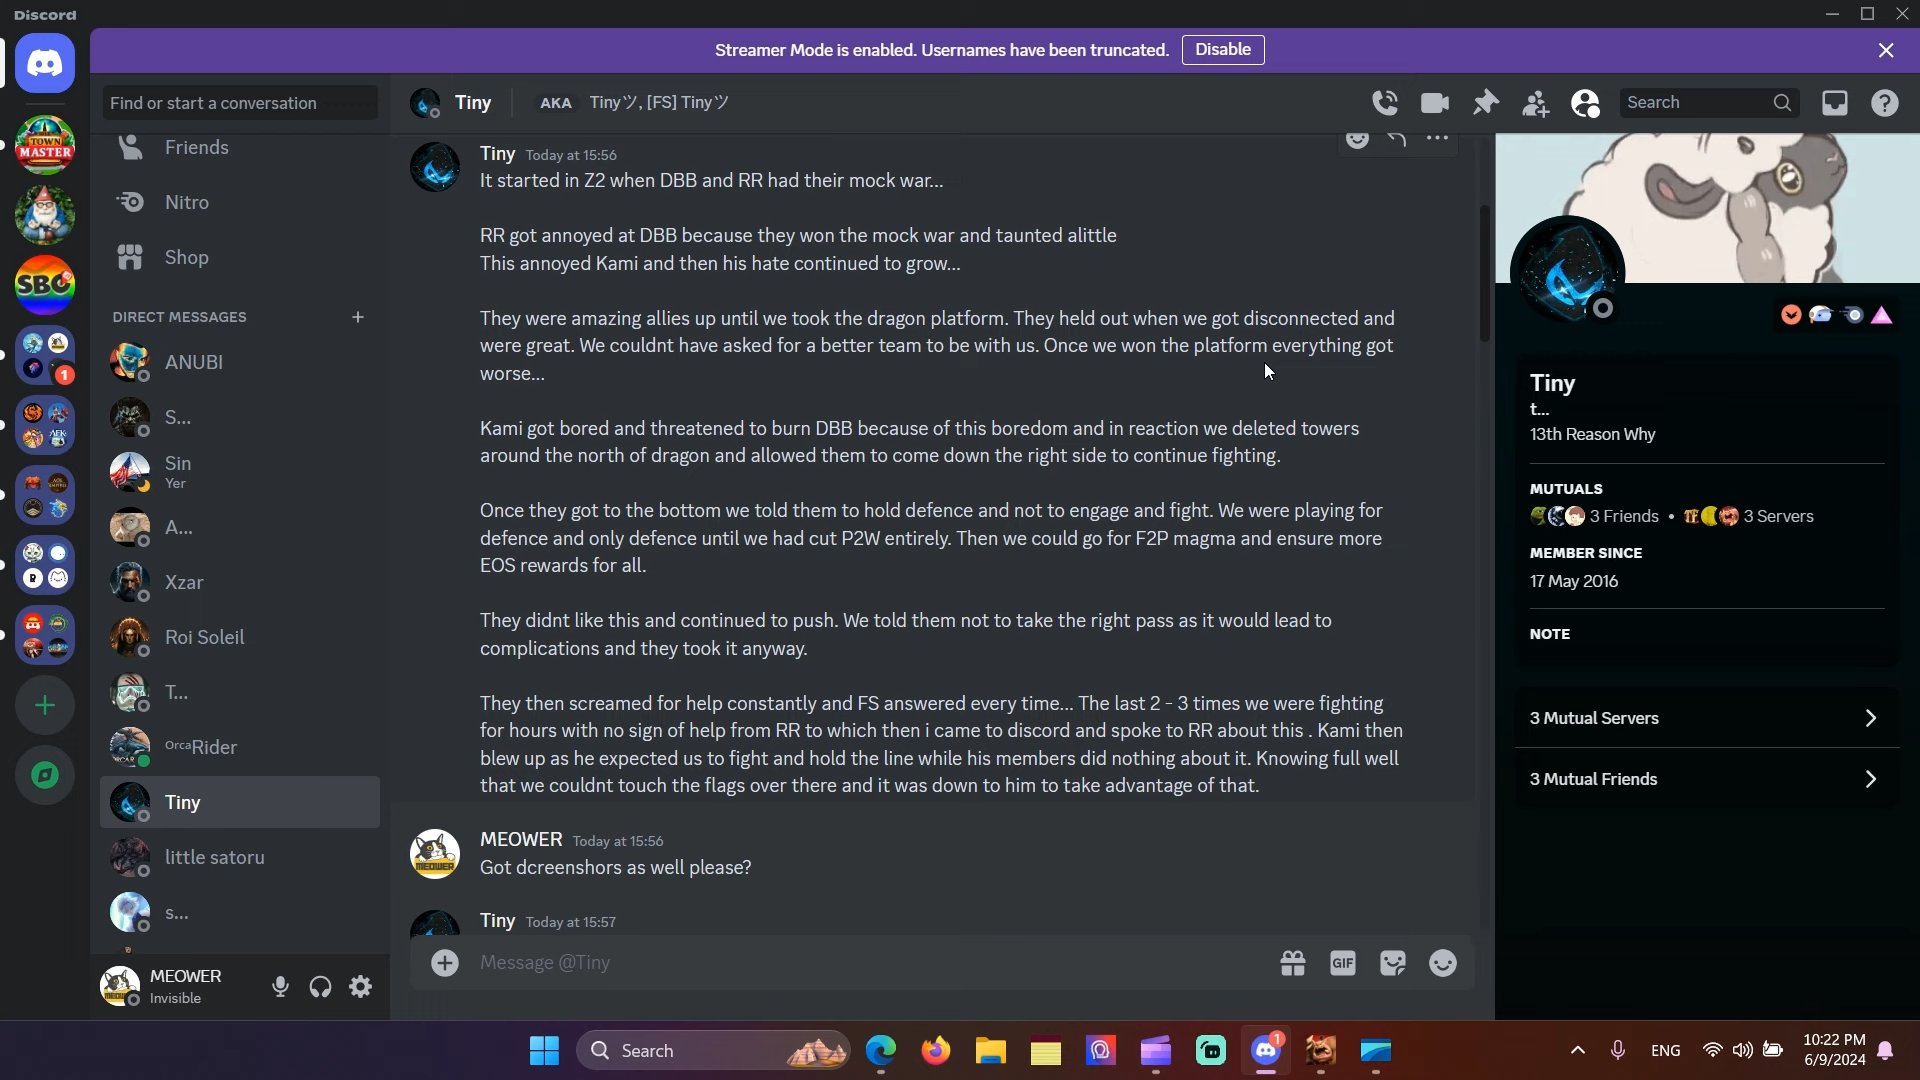 Discord
Streamer Mode is enabled. Usernames have been truncated.
Disable
Find or start a conversation
Tiny
AKA
Tinyツ, [FS] Tinyツ
Search
TOWN
MASTER
SBC
1
Friends
Nitro
Shop
DIRECT MESSAGES
ANUBI
S...
Sin
Yer
A...
Xzar
Roi Soleil
T...
OrcaRider
Tiny
little satoru
s...
MEOWER
Invisible
Tiny Today at 15:56
It started in Z2 when DBB and RR had their mock war...
RR got annoyed at DBB because they won the mock war and taunted alittle
This annoyed Kami and then his hate continued to grow...
They were amazing allies up until we took the dragon platform. They held out when we got disconnected and
were great. We couldnt have asked for a better team to be with us. Once we won the platform everything got
worse...
Kami got bored and threatened to burn DBB because of this boredom and in reaction we deleted towers
around the north of dragon and allowed them to come down the right side to continue fighting.
Once they got to the bottom we told them to hold defence and not to engage and fight. We were playing for
defence and only defence until we had cut P2W entirely. Then we could go for F2P magma and ensure more
EOS rewards for all.
They didnt like this and continued to push. We told them not to take the right pass as it would lead to
complications and they took it anyway.
They then screamed for help constantly and FS answered every time... The last 2 - 3 times we were fighting
for hours with no sign of help from RR to which then i came to discord and spoke to RR about this . Kami then
blew up as he expected us to fight and hold the line while his members did nothing about it. Knowing full well
that we couldnt touch the flags over there and it was down to him to take advantage of that.
MEOWER Today at 15:56
Got dcreenshors as well please?
Tiny Today at 15:57
Message @Tiny
GIF
Tiny
t...
13th Reason Why
MUTUALS
3 Friends • 3 Servers
MEMBER SINCE
17 May 2016
NOTE
3 Mutual Servers
3 Mutual Friends
Search
1
ENG
10:22 PM
6/9/2024